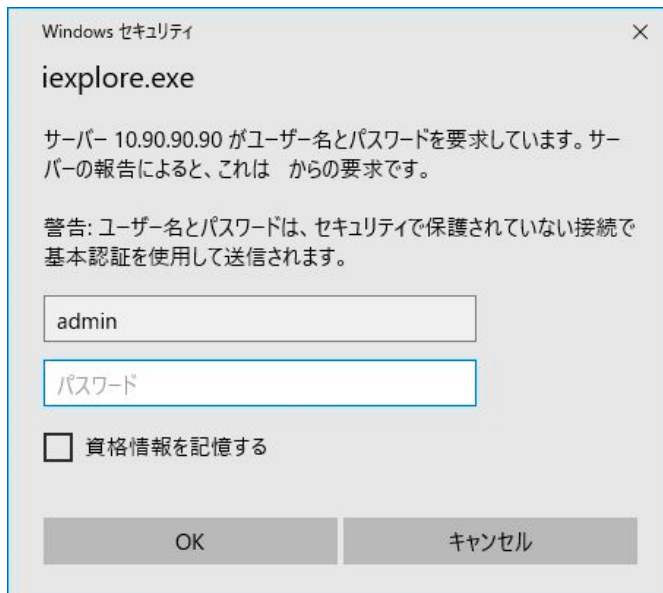 Windows セキュリティ
iexplore.exe
サーバー 10.90.90.90 がユーザー名とパスワードを要求しています。サー
バーの報告によると、これは　からの要求です。
警告: ユーザー名とパスワードは、セキュリティで保護されていない接続で
基本認証を使用して送信されます。
admin
パスワード
資格情報を記憶する
OK
キャンセル